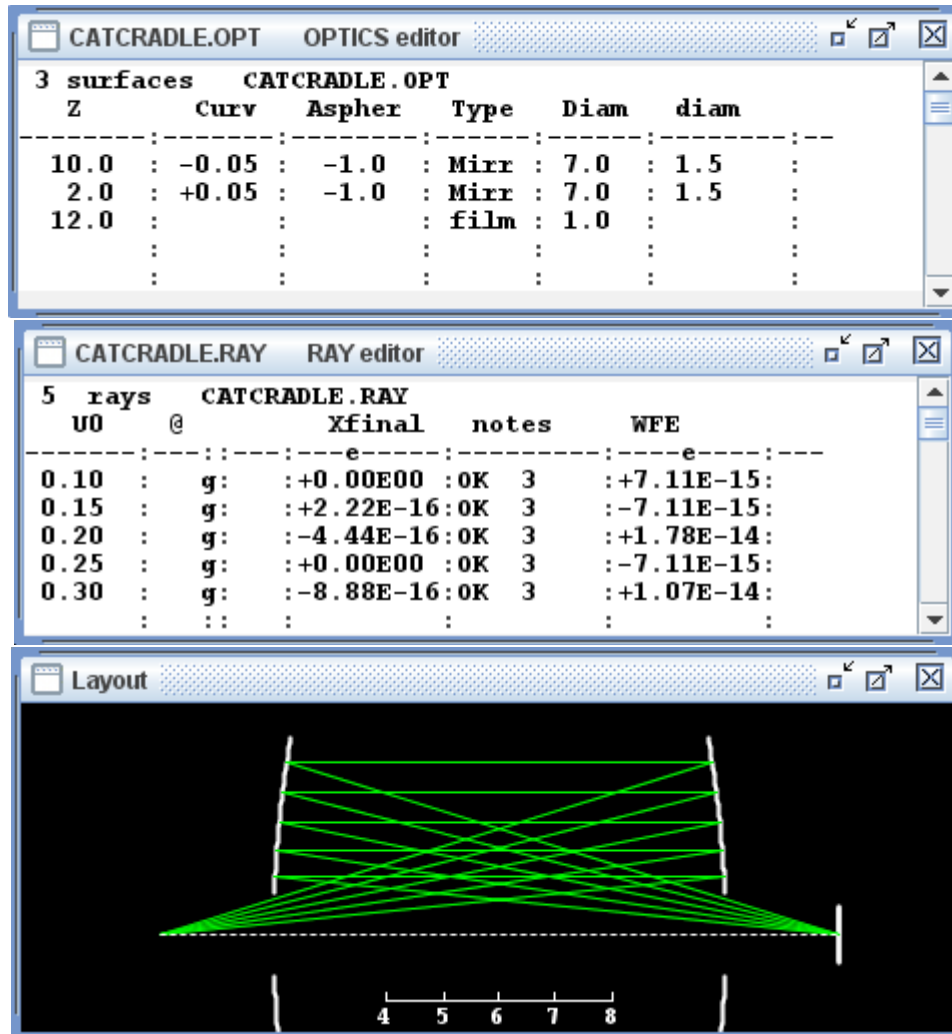 CATCRADLE.OPT OPTICS editor
3 surfaces CATCRADLE.OPT
Z Curv Aspher Type Diam diam
--------:-------:--------:------:------:-------:--
10.0 : -0.05 : -1.0 : Mirr : 7.0 : 1.5 :
2.0 : +0.05 : -1.0 : Mirr : 7.0 : 1.5 :
12.0 : : : film : 1.0 : :
: : : : : :
: : : : : :
CATCRADLE.RAY RAY editor
5 rays CATCRADLE.RAY
U0 @ Xfinal notes WFE
-------:---::---:---e-----:---------:----e----:---
0.10 : g: :+0.00E00 :OK 3 :+7.11E-15:
0.15 : g: :+2.22E-16:OK 3 :-7.11E-15:
0.20 : g: :-4.44E-16:OK 3 :+1.78E-14:
0.25 : g: :+0.00E00 :OK 3 :-7.11E-15:
0.30 : g: :-8.88E-16:OK 3 :+1.07E-14:
: :: : : : :
Layout
4 5 6 7 8